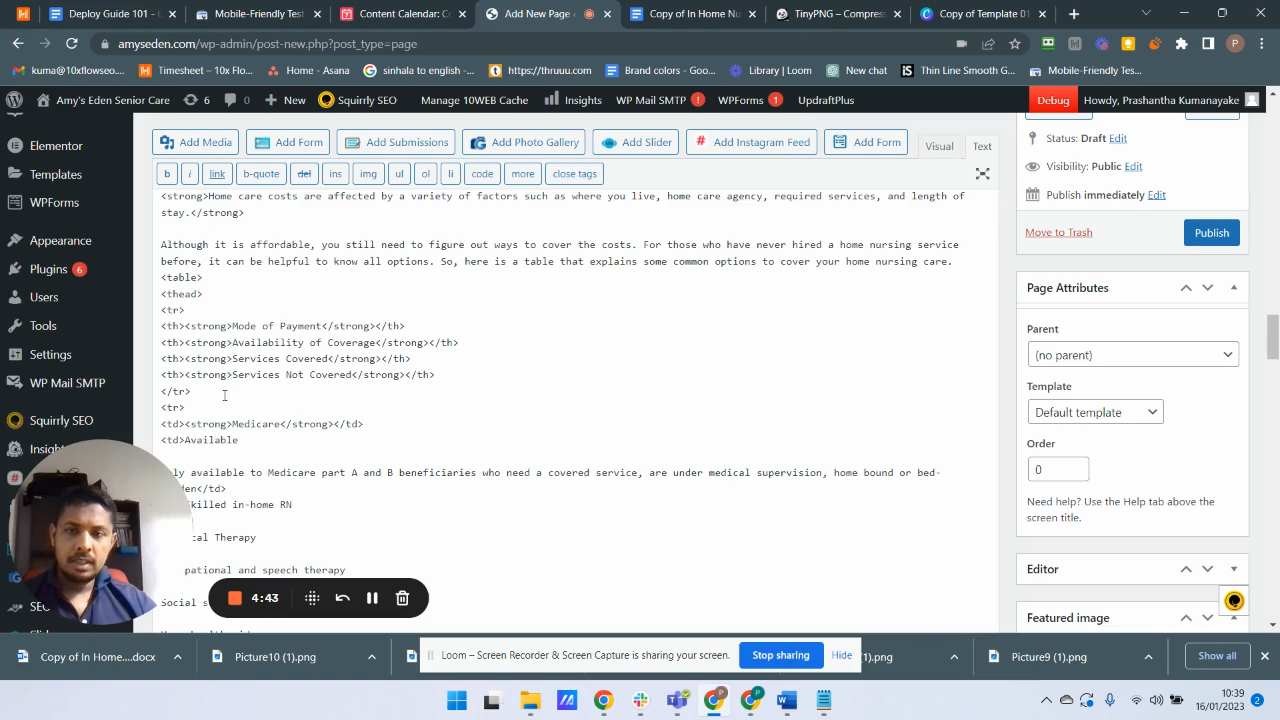 Deploy Guide 101 -
Mobile-Friendly Test
Content Calendar: C
Add New Page
Copy of In Home Nu
TinyPNG – Compress
Copy of Template 01
amyseden.com/wp-admin/post-new.php?post_type=page
kuma@10xflowseo....
Timesheet – 10x Flo...
Home - Asana
sinhala to english -...
https://thruuu.com
Brand colors - Goo...
Library | Loom
New chat
Thin Line Smooth G...
Mobile-Friendly Tes...
Amy's Eden Senior Care
6
0
New
Squirrly SEO
Manage 10WEB Cache
Insights
WP Mail SMTP !
WPForms 1
UpdraftPlus
Debug
Howdy, Prashantha Kumanayake
Elementor
Templates
WPForms
Appearance
Plugins 6
Users
Tools
Settings
WP Mail SMTP
Squirrly SEO
Add Media
Add Form
Add Submissions
Add Photo Gallery
Add Slider
Add Instagram Feed
Add Form
Visual
Text
b
i
link
b-quote
del
ins
img
ul
ol
li
code
more
close tags
<strong>Home care costs are affected by a variety of factors such as where you live, home care agency, required services, and length of
stay.</strong>
Although it is affordable, you still need to figure out ways to cover the costs. For those who have never hired a home nursing service
before, it can be helpful to know all options. So, here is a table that explains some common options to cover your home nursing care.
<table>
<thead>
<tr>
<th><strong>Mode of Payment</strong></th>
<th><strong>Availability of Coverage</strong></th>
<th><strong>Services Covered</strong></th>
<th><strong>Services Not Covered</strong></th>
</tr>
<tr>
<td><strong>Medicare</strong></td>
<td>Available
available to Medicare part A and B beneficiaries who need a covered service, are under medical supervision, home bound or bed-
killed in-home RN
Therapy
and speech therapy
Social
Status: Draft Edit
Visibility: Public Edit
Publish immediately Edit
Move to Trash
Publish
Page Attributes
Parent
(no parent)
Template
Default template
Order
0
Need help? Use the Help tab above the
screen title.
Editor
Featured image
4:43
Loom – Screen Recorder & Screen Capture is sharing your screen.
Stop sharing
Hide
Copy of In Home....docx
Picture10 (1).png
(1).png
Picture9 (1).png
Show all
10:39
16/01/2023
2